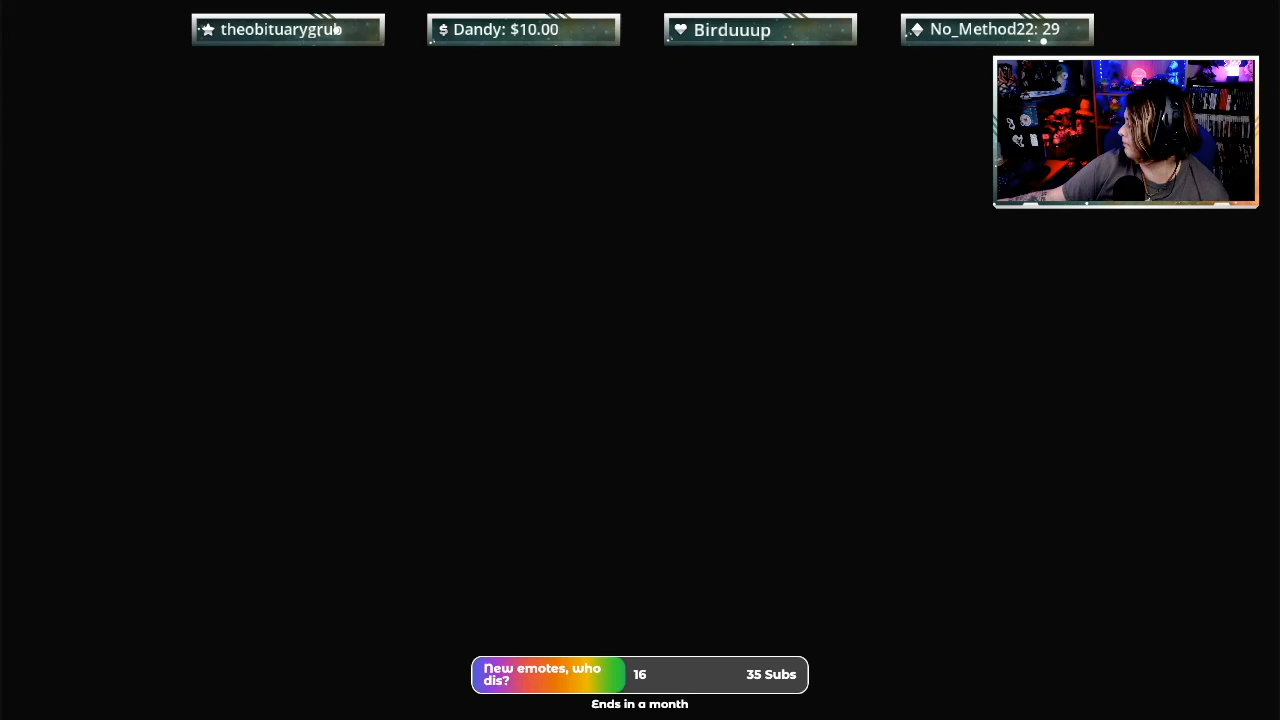 theobituarygrub
$ Dandy: $10.00
Birduuup
No_Method22: 29
New emotes, who
dis?
16
35 Subs
Ends in a month